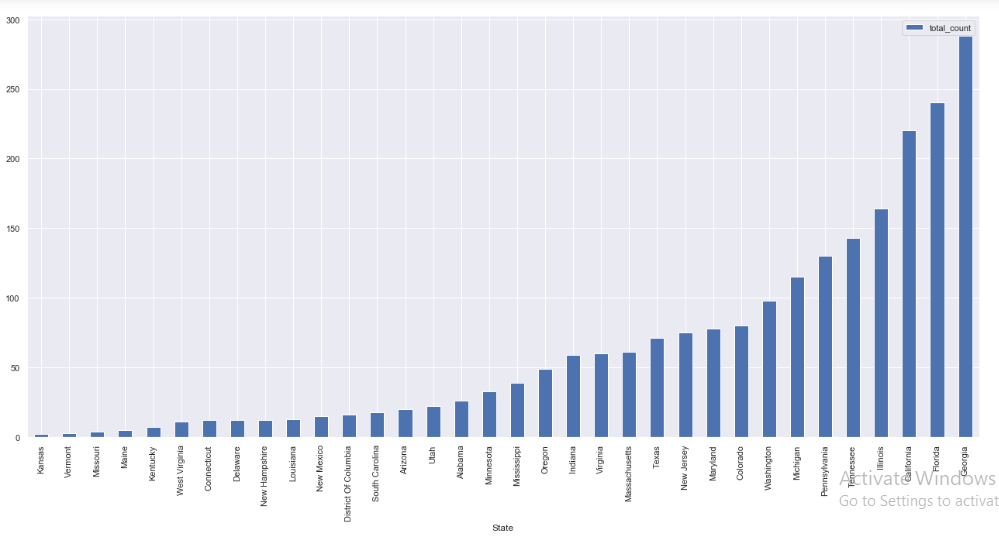 300
total_count
250
200
150
100
50
0
Kansas
Vermont
Missouri
Maine
Kentucky
West Virginia
Connecticut
Delaware
New Hampshire
Louisiana
New Mexico
District Of Columbia
South Carolina
Arizona
Utah
Alabama
Minnesota
Mississippi
Oregon
Indiana
Virginia
Massachusetts
Texas
New Jersey
Maryland
Colorado
Washington
Michigan
Pennsylvania
Tennessee
Illinois
California
Florida
Georgia
State
Activate Windows
Go to Settings to activat